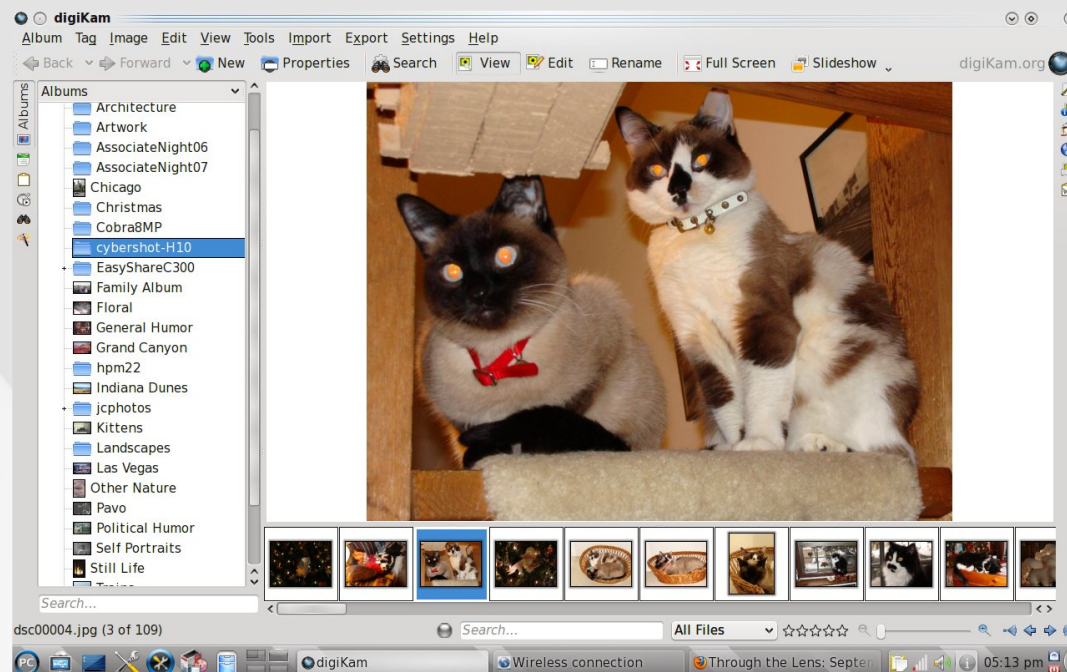 digiKam
Album Tag Image Edit View Tools Import Export Settings Help
Back Forward New Properties Search View Edit Rename Full Screen Slideshow digiKam.org
Albums
Albums
Architecture
Artwork
AssociateNight06
AssociateNight07
Chicago
Christmas
Cobra8MP
cybershot-H10
EasyShareC300
Family Album
Floral
General Humor
Grand Canyon
hpm22
Indiana Dunes
jcphotos
Kittens
Landscapes
Las Vegas
Other Nature
Pavo
Political Humor
Self Portraits
Still Life
Search...
dsc00004.jpg (3 of 109) Search... All Files
PC digiKam Wireless connection Through the Lens: Septer 05:13 pm